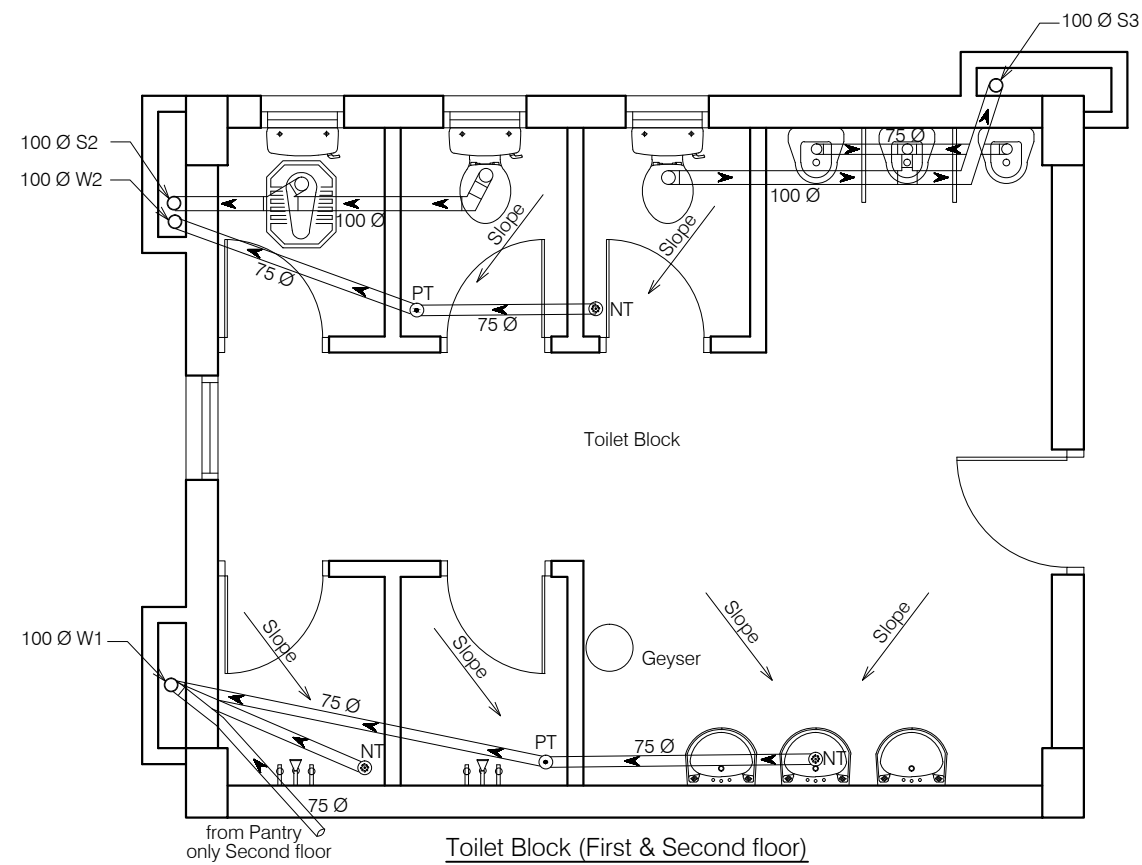 100 Ø S3
100 Ø S2
75 Ø
100 Ø W2
100 Ø
100 Ø
Slope
Slope
75 Ø
PT
NT
75 Ø
Toilet Block
Slope
Slope
Slope
Slope
100 Ø W1
Geyser
75 Ø
NT
PT
75 Ø
NT
75 Ø
from Pantry
only Second floor
Toilet Block (First & Second floor)